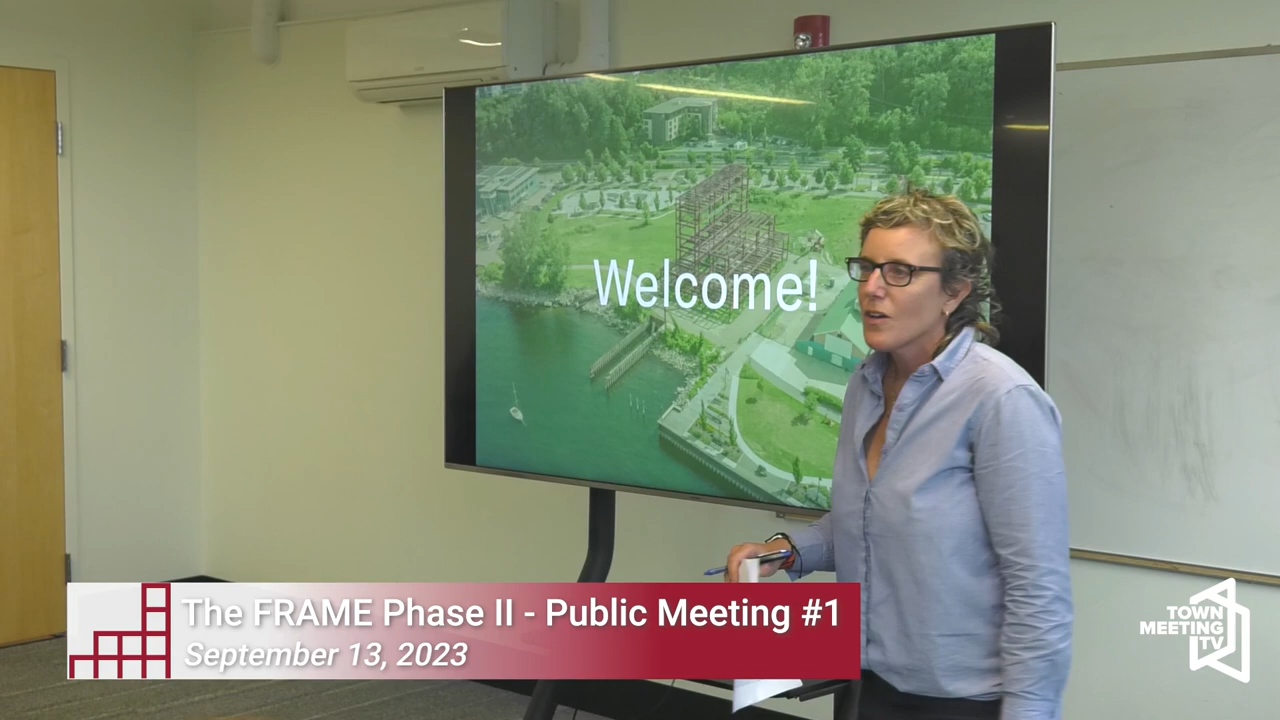 Welcome!
The FRAME Phase II - Public Meeting #1
September 13, 2023
TOWN
MEETING
TV